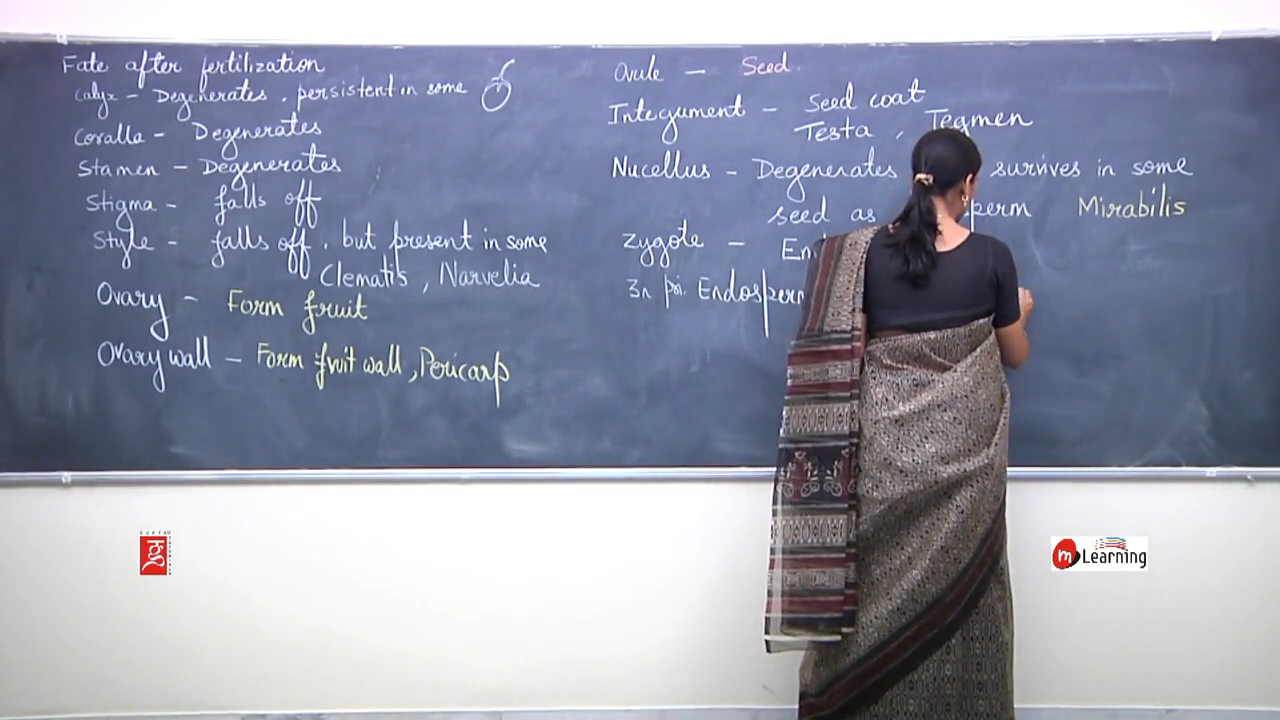 Fate after fertilization
Calyx - Degenerates . persistent in some
Coralla - Degenerates
Stamen - Degenerates
Stigma - falls off
Style - falls off . but present in some
Clematis , Narvelia
Ovary - Form fruit
Ovary wall - Form fruit wall , Pericarp
Ovule - Seed.
Integument - Seed coat
Testa , Tegmen
Nucellus - Degenerates survives in some
seed as perm Mirabilis
Zygote -
3n pri. Endosperm
m Learning